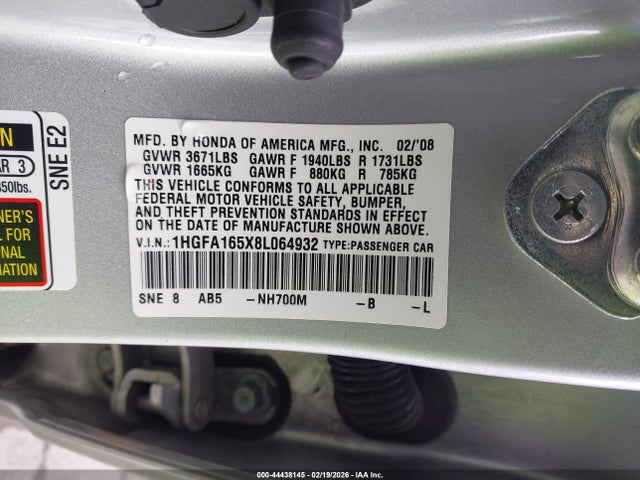 MFD. BY HONDA OF AMERICA MFG., INC. 02/'08
GVWR 3671LBS GAWR F 1940LBS R 1731LBS
GVWR 1665KG GAWR F 880KG R 785KG
THIS VEHICLE CONFORMS TO ALL APPLICABLE
FEDERAL MOTOR VEHICLE SAFETY, BUMPER,
AND THEFT PREVENTION STANDARDS IN EFFECT
ON THE DATE OF MANUFACTURE SHOWN ABOVE.
V.I.N.: 1HGFA165X8L064932 TYPE:PASSENGER CAR
SNE 8 AB5 -NH700M -B -L
SNE E2
AR 3
850lbs.
000-44438145 - 02/19/2026 - IAA Inc.